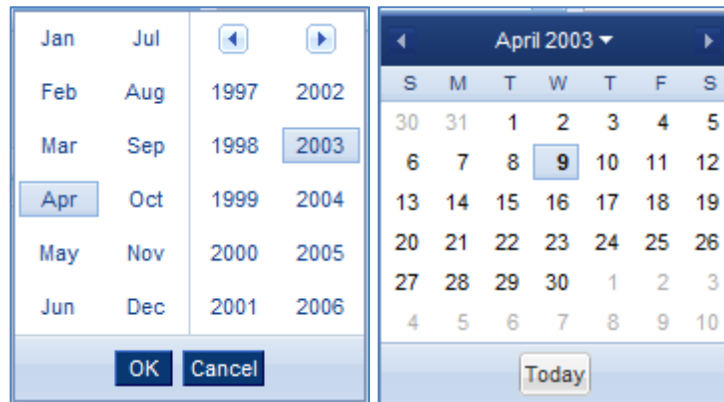 Jan Jul
Feb Aug 1997 2002
Mar Sep 1998 2003
Apr Oct 1999 2004
May Nov 2000 2005
Jun Dec 2001 2006
OK Cancel
April 2003
S M T W T F S
30 31 1 2 3 4 5
6 7 8 9 10 11 12
13 14 15 16 17 18 19
20 21 22 23 24 25 26
27 28 29 30 1 2 3
4 5 6 7 8 9 10
Today